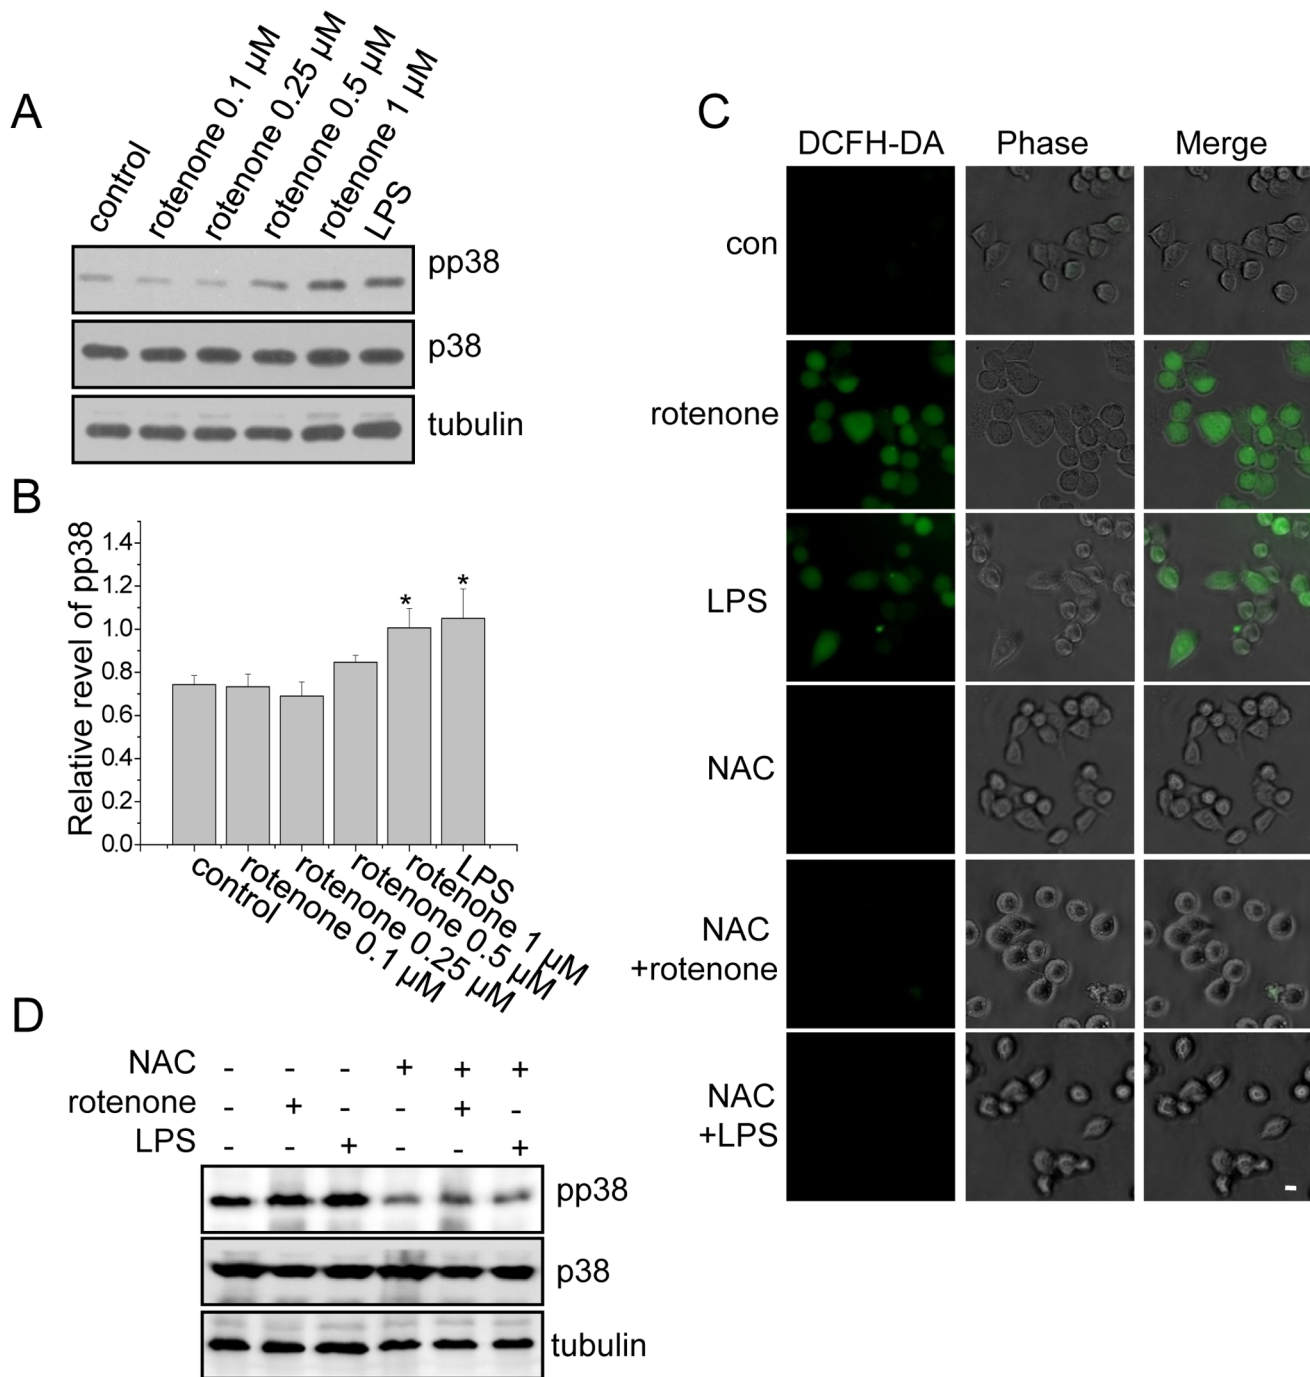 A
control
rotenone 0.1 µM
rotenone 0.25 µM
rotenone 0.5 µM
rotenone 1 µM
LPS
pp38
p38
tubulin
B
Relative revel of pp38
1.4
1.2
1.0
0.8
0.6
0.4
0.2
0.0
* *
control
rotenone 0.1 µM
rotenone 0.25 µM
rotenone 0.5 µM
rotenone 1 µM
LPS
C
DCFH-DA Phase Merge
con
rotenone
LPS
NAC
NAC
+rotenone
NAC
+LPS
D
NAC - - - + + +
rotenone - + - - + -
LPS - - + - - +
pp38
p38
tubulin